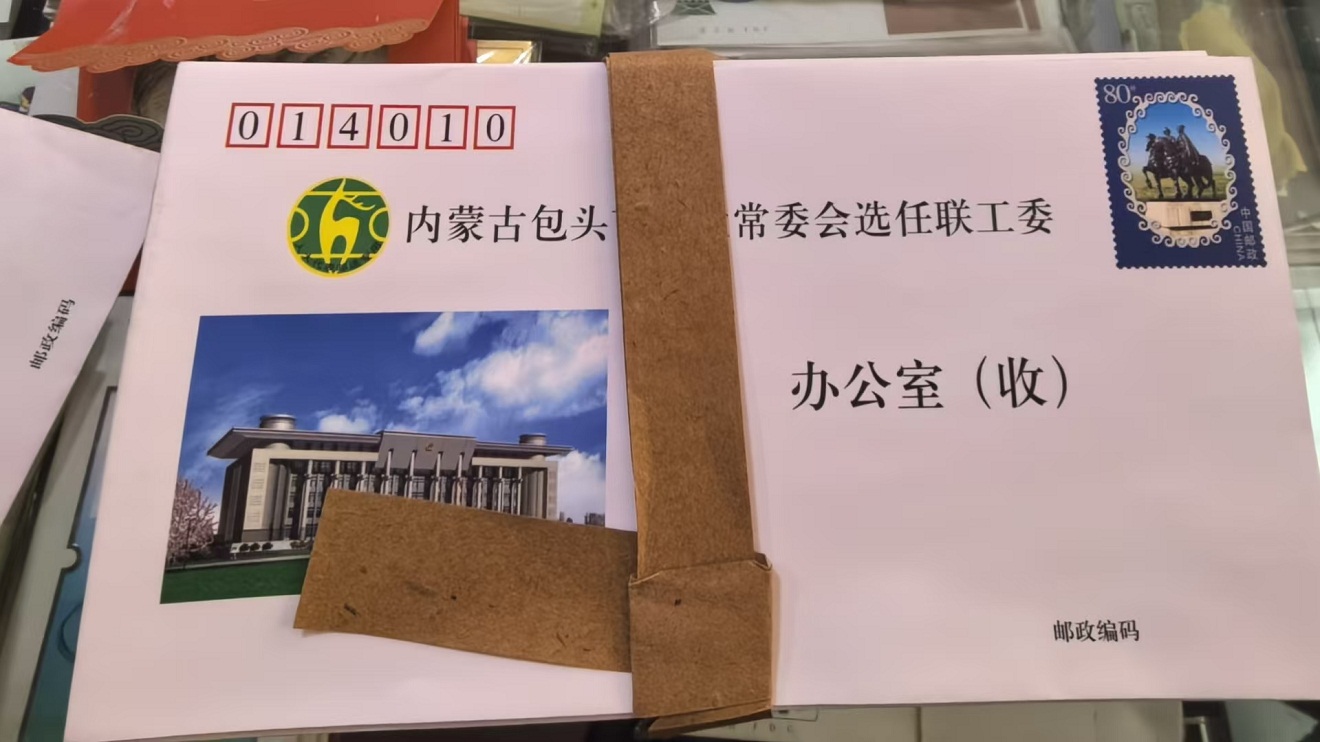 014010
80分
内蒙古包头 常委会选任联工委
中国邮政
CHINA
办公室（收）
邮政编码
邮政编码